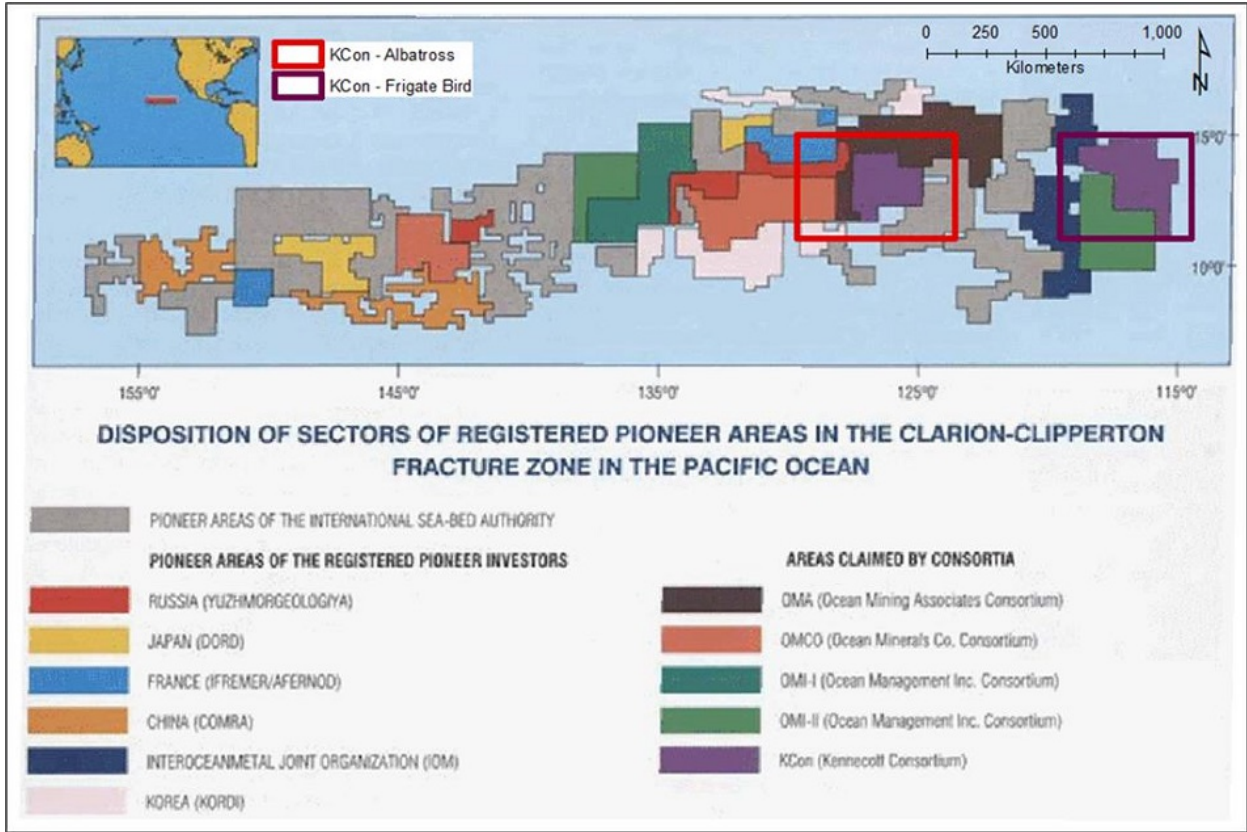 KCon - Albatross
KCon - Frigate Bird
0 250 500 1,000
Kilometers
N
15°0'
10°0'
155°0' 145°0' 135°0' 125°0' 115°0'
DISPOSITION OF SECTORS OF REGISTERED PIONEER AREAS IN THE CLARION-CLIPPERTON
FRACTURE ZONE IN THE PACIFIC OCEAN
PIONEER AREAS OF THE INTERNATIONAL SEA-BED AUTHORITY
PIONEER AREAS OF THE REGISTERED PIONEER INVESTORS
RUSSIA (YUZHMORGEOLOGIYA)
JAPAN (DORD)
FRANCE (IFREMER/AFERNOD)
CHINA (COMRA)
INTEROCEANMETAL JOINT ORGANIZATION (IOM)
KOREA (KORDI)
AREAS CLAIMED BY CONSORTIA
OMA (Ocean Mining Associates Consortium)
OMCO (Ocean Minerals Co. Consortium)
OMI-I (Ocean Management Inc. Consortium)
OMI-II (Ocean Management Inc. Consortium)
KCon (Kennecott Consortium)